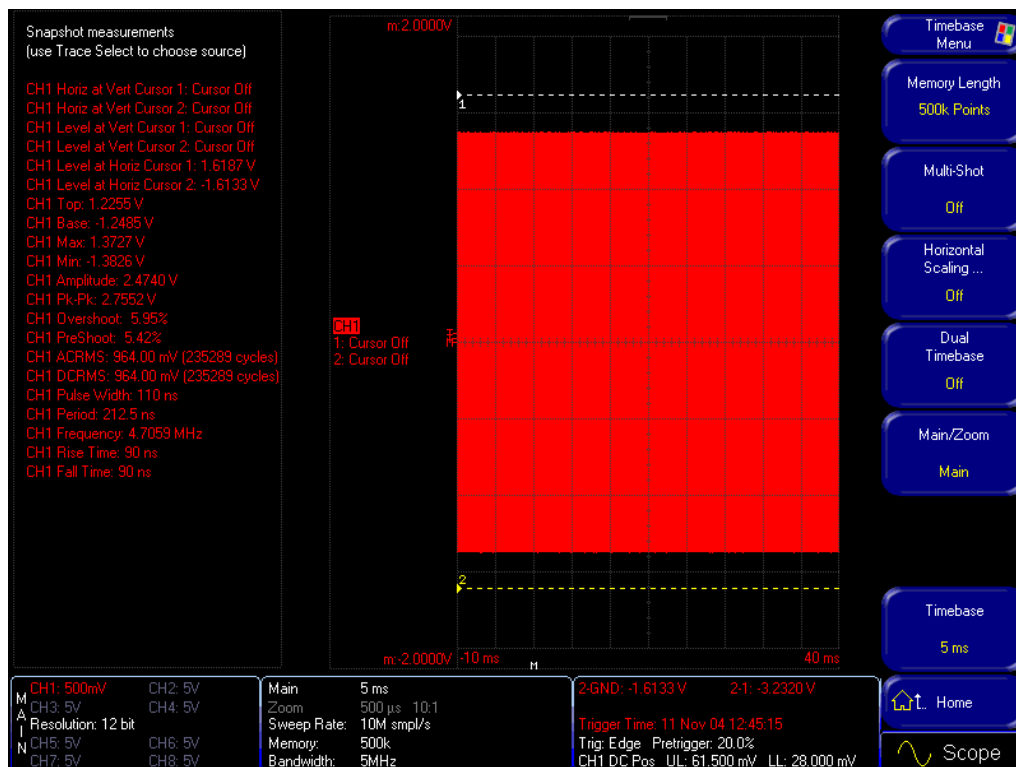 Snapshot measurements
(use Trace Select to choose source)
CH1 Horiz at Vert Cursor 1: Cursor Off
CH1 Horiz at Vert Cursor 2: Cursor Off
CH1 Level at Vert Cursor 1: Cursor Off
CH1 Level at Vert Cursor 2: Cursor Off
CH1 Level at Horiz Cursor 1: 1.6187 V
CH1 Level at Horiz Cursor 2: -1.6133 V
CH1 Top: 1.2255 V
CH1 Base: -1.2485 V
CH1 Max: 1.3727 V
CH1 Min: -1.3826 V
CH1 Amplitude: 2.4740 V
CH1 Pk-Pk: 2.7552 V
CH1 Overshoot: 5.95%
CH1 PreShoot: 5.42%
CH1 ACRMS: 964.00 mV (235289 cycles)
CH1 DCRMS: 964.00 mV (235289 cycles)
CH1 Pulse Width: 110 ns
CH1 Period: 212.5 ns
CH1 Frequency: 4.7059 MHz
CH1 Rise Time: 90 ns
CH1 Fall Time: 90 ns
m:2.0000V
1
CH1
1: Cursor Off
2: Cursor Off
2
m:-2.0000V -10 ms 40 ms
M
Timebase
Menu
Memory Length
500k Points
Multi-Shot
Off
Horizontal
Scaling ...
Off
Dual
Timebase
Off
Main/Zoom
Main
Timebase
5 ms
Home
Scope
MAIN
CH1: 500mV CH2: 5V
CH3: 5V CH4: 5V
Resolution: 12 bit
CH5: 5V CH6: 5V
CH7: 5V CH8: 5V
Main 5 ms
Zoom 500 µs 10:1
Sweep Rate: 10M smpl/s
Memory: 500k
Bandwidth: 5MHz
2-GND: -1.6133 V 2-1: -3.2320 V
Trigger Time: 11 Nov 04 12:45:15
Trig: Edge Pretrigger: 20.0%
CH1 DC Pos UL: 61.500 mV LL: 28.000 mV